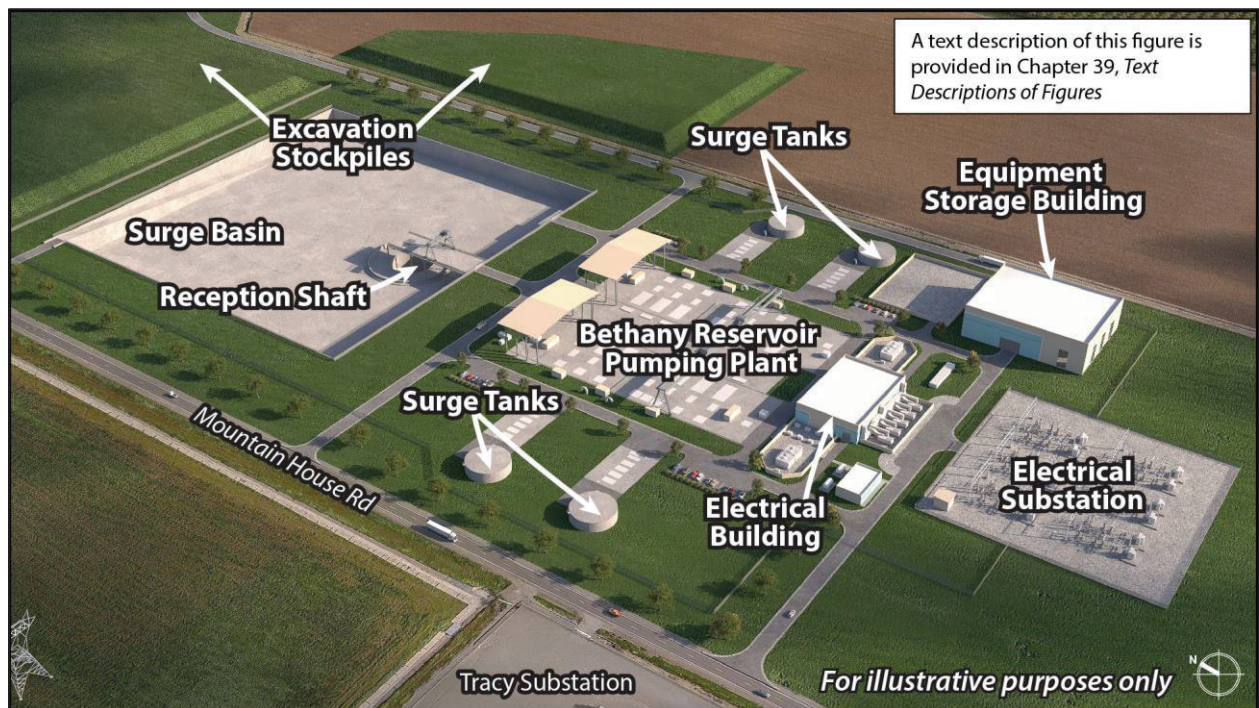 A text description of this figure is
provided in Chapter 39, Text
Descriptions of Figures
Excavation
Stockpiles
Surge Tanks
Equipment
Storage Building
Surge Basin
Reception Shaft
Bethany Reservoir
Pumping Plant
Surge Tanks
Mountain House Rd
Electrical
Building
Electrical
Substation
Tracy Substation
For illustrative purposes only
N